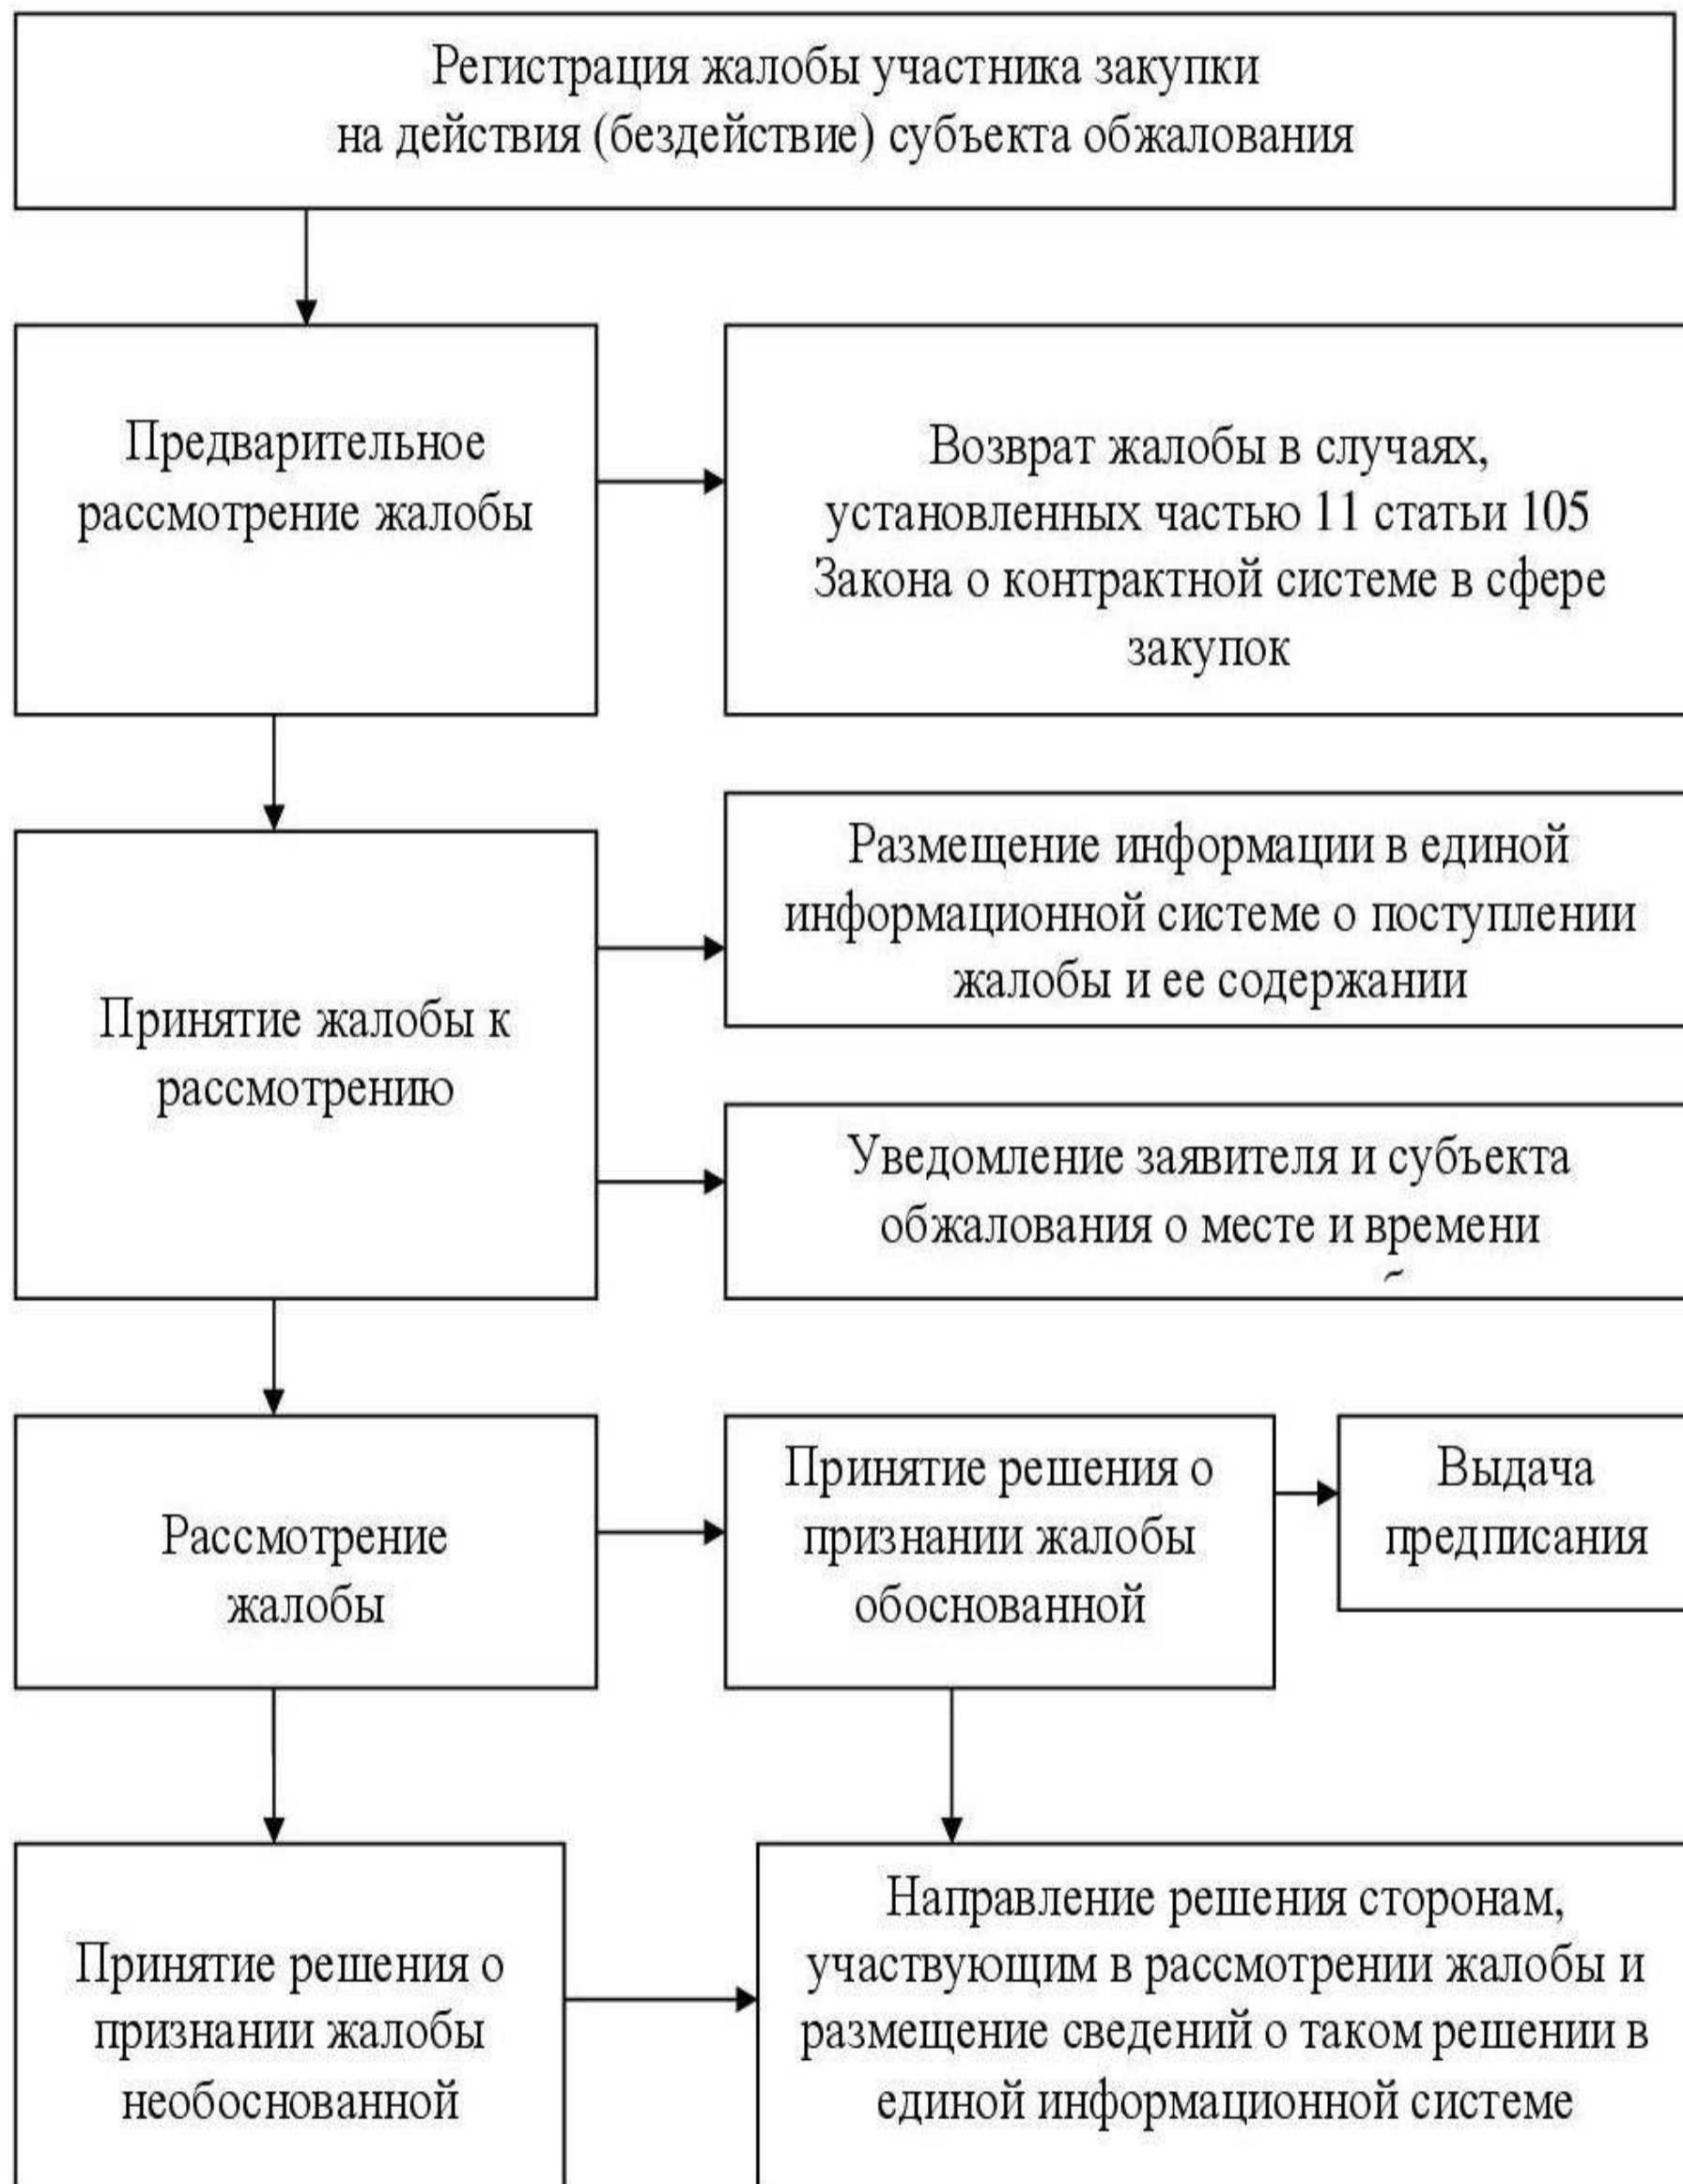 Регистрация жалобы участника закупки
на действия (бездействие) субъекта обжалования
Предварительное
рассмотрение жалобы
Возврат жалобы в случаях,
установленных частью 11 статьи 105
Закона о контрактной системе в сфере
закупок
Размещение информации в единой
информационной системе о поступлении
жалобы и ее содержании
Принятие жалобы к
рассмотрению
Уведомление заявителя и субъекта
обжалования о месте и времени
Рассмотрение
жалобы
Принятие решения о
признании жалобы
обоснованной
Выдача
предписания
Принятие решения о
признании жалобы
необоснованной
Направление решения сторонам,
участвующим в рассмотрении жалобы и
размещение сведений о таком решении в
единой информационной системе